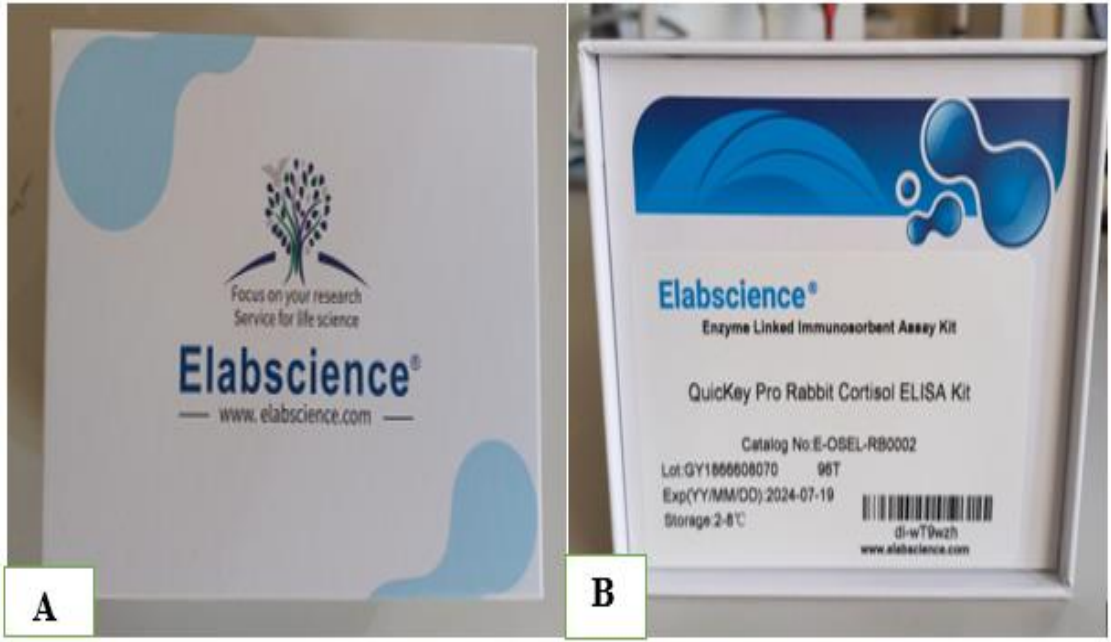 Focus on your research
Service for life science
Elabscience®
www. elabscience.com
A
Elabscience®
Enzyme Linked Immunosorbent Assay Kit
QuicKey Pro Rabbit Cortisol ELISA Kit
Catalog No:E-OSEL-RB0002
Lot:GY1866608070 96T
Exp(YY/MM/DD):2024-07-19
Storage:2-8℃
di-wT9wzh
www.elabscience.com
B